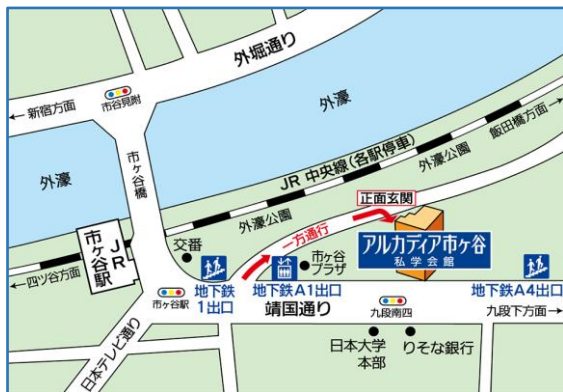 外堀通り
←新宿方面
市谷見附
外濠
飯田橋方面→
市ヶ谷橋
JR 中央線（各駅停車）
外濠公園
外濠
正面玄関
外濠公園
一方通行
アルカディア市ヶ谷
私学会館
JR
市ヶ谷駅
交番
市ヶ谷
プラザ
←四ツ谷方面
地下鉄
1出口
地下鉄A1出口
地下鉄A4出口
市ヶ谷駅
靖国通り
九段南四
九段下方面→
日本テレビ通り
日本大学
本部
りそな銀行